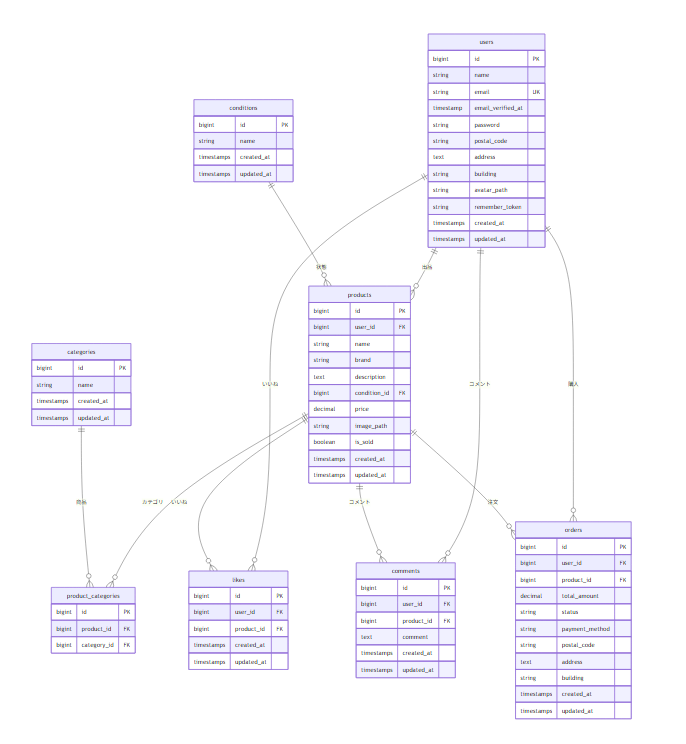 users
bigint id PK
string name
string email UK
timestamp email_verified_at
string password
string postal_code
text address
string building
string avatar_path
string remember_token
timestamps created_at
timestamps updated_at
conditions
bigint id PK
string name
timestamps created_at
timestamps updated_at
状態
出品
products
bigint id PK
bigint user_id FK
string name
string brand
text description
bigint condition_id FK
decimal price
string image_path
boolean is_sold
timestamps created_at
timestamps updated_at
categories
bigint id PK
string name
timestamps created_at
timestamps updated_at
いいね
コメント
購入
商品
カテゴリ
いいね
コメント
注文
product_categories
bigint id PK
bigint product_id FK
bigint category_id FK
likes
bigint id PK
bigint user_id FK
bigint product_id FK
timestamps created_at
timestamps updated_at
comments
bigint id PK
bigint user_id FK
bigint product_id FK
text comment
timestamps created_at
timestamps updated_at
orders
bigint id PK
bigint user_id FK
bigint product_id FK
decimal total_amount
string status
string payment_method
string postal_code
text address
string building
timestamps created_at
timestamps updated_at